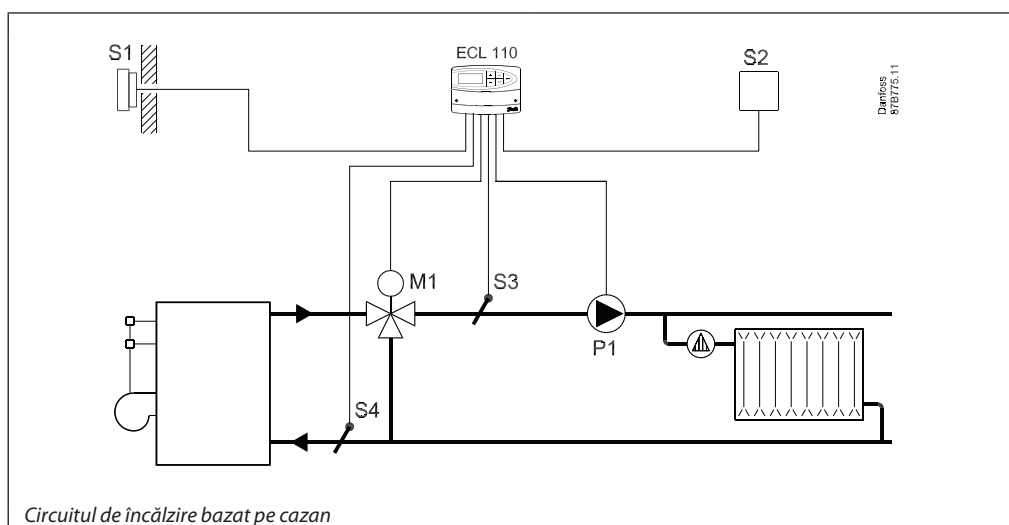 S1
ECL 110
S2
Danfoss
87B775.11
M1
S3
P1
S4
Circuitul de încălzire bazat pe cazan